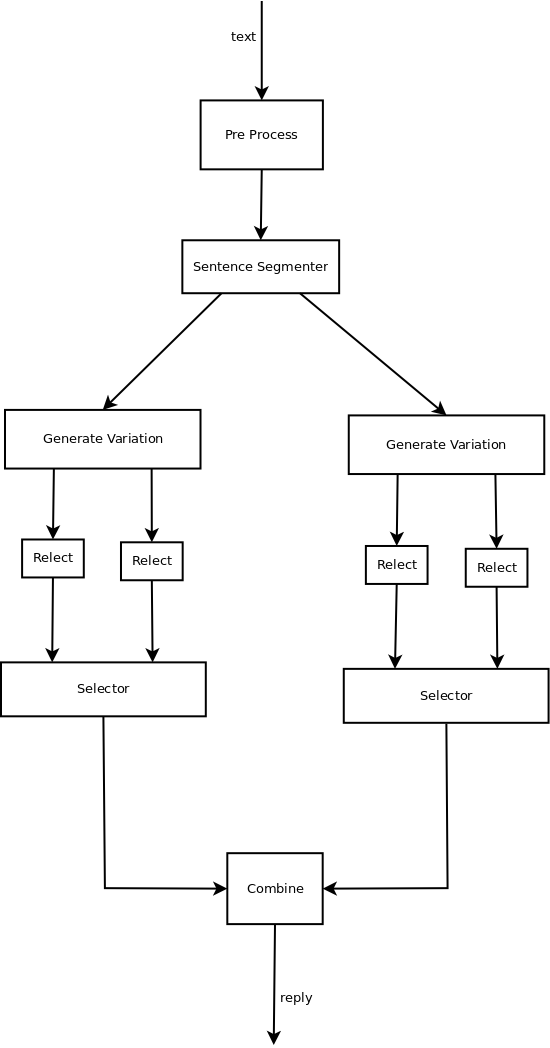 text
Pre Process
Sentence Segmenter
Generate Variation
Generate Variation
Relect
Relect
Relect
Relect
Selector
Selector
Combine
reply